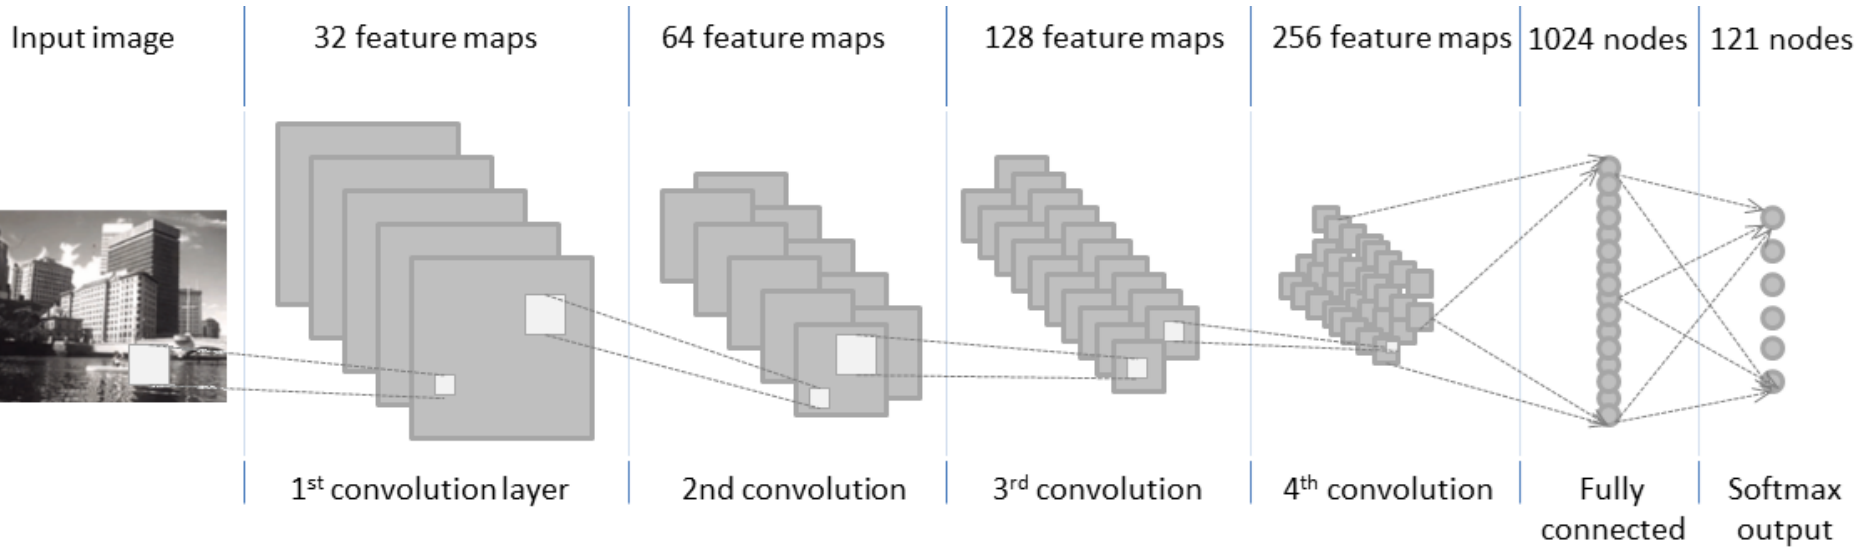 Input image
32 feature maps
64 feature maps
128 feature maps
256 feature maps
1024 nodes
121 nodes
1st convolution layer
2nd convolution
3rd convolution
4th convolution
Fully
connected
Softmax
output